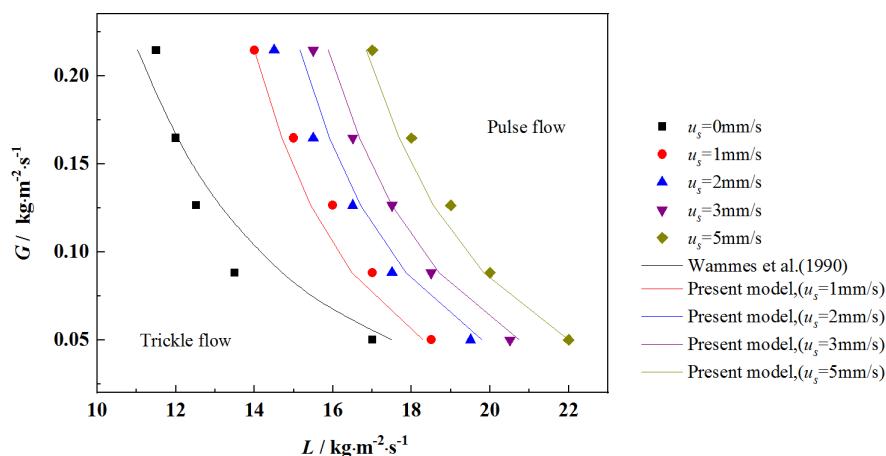 0.20
0.15
0.10
0.05
G / kg·m⁻²·s⁻¹
Pulse flow
Trickle flow
10 12 14 16 18 20 22
L / kg·m⁻²·s⁻¹
uₛ=0mm/s
uₛ=1mm/s
uₛ=2mm/s
uₛ=3mm/s
uₛ=5mm/s
Wammes et al.(1990)
Present model,(uₛ=1mm/s)
Present model,(uₛ=2mm/s)
Present model,(uₛ=3mm/s)
Present model,(uₛ=5mm/s)